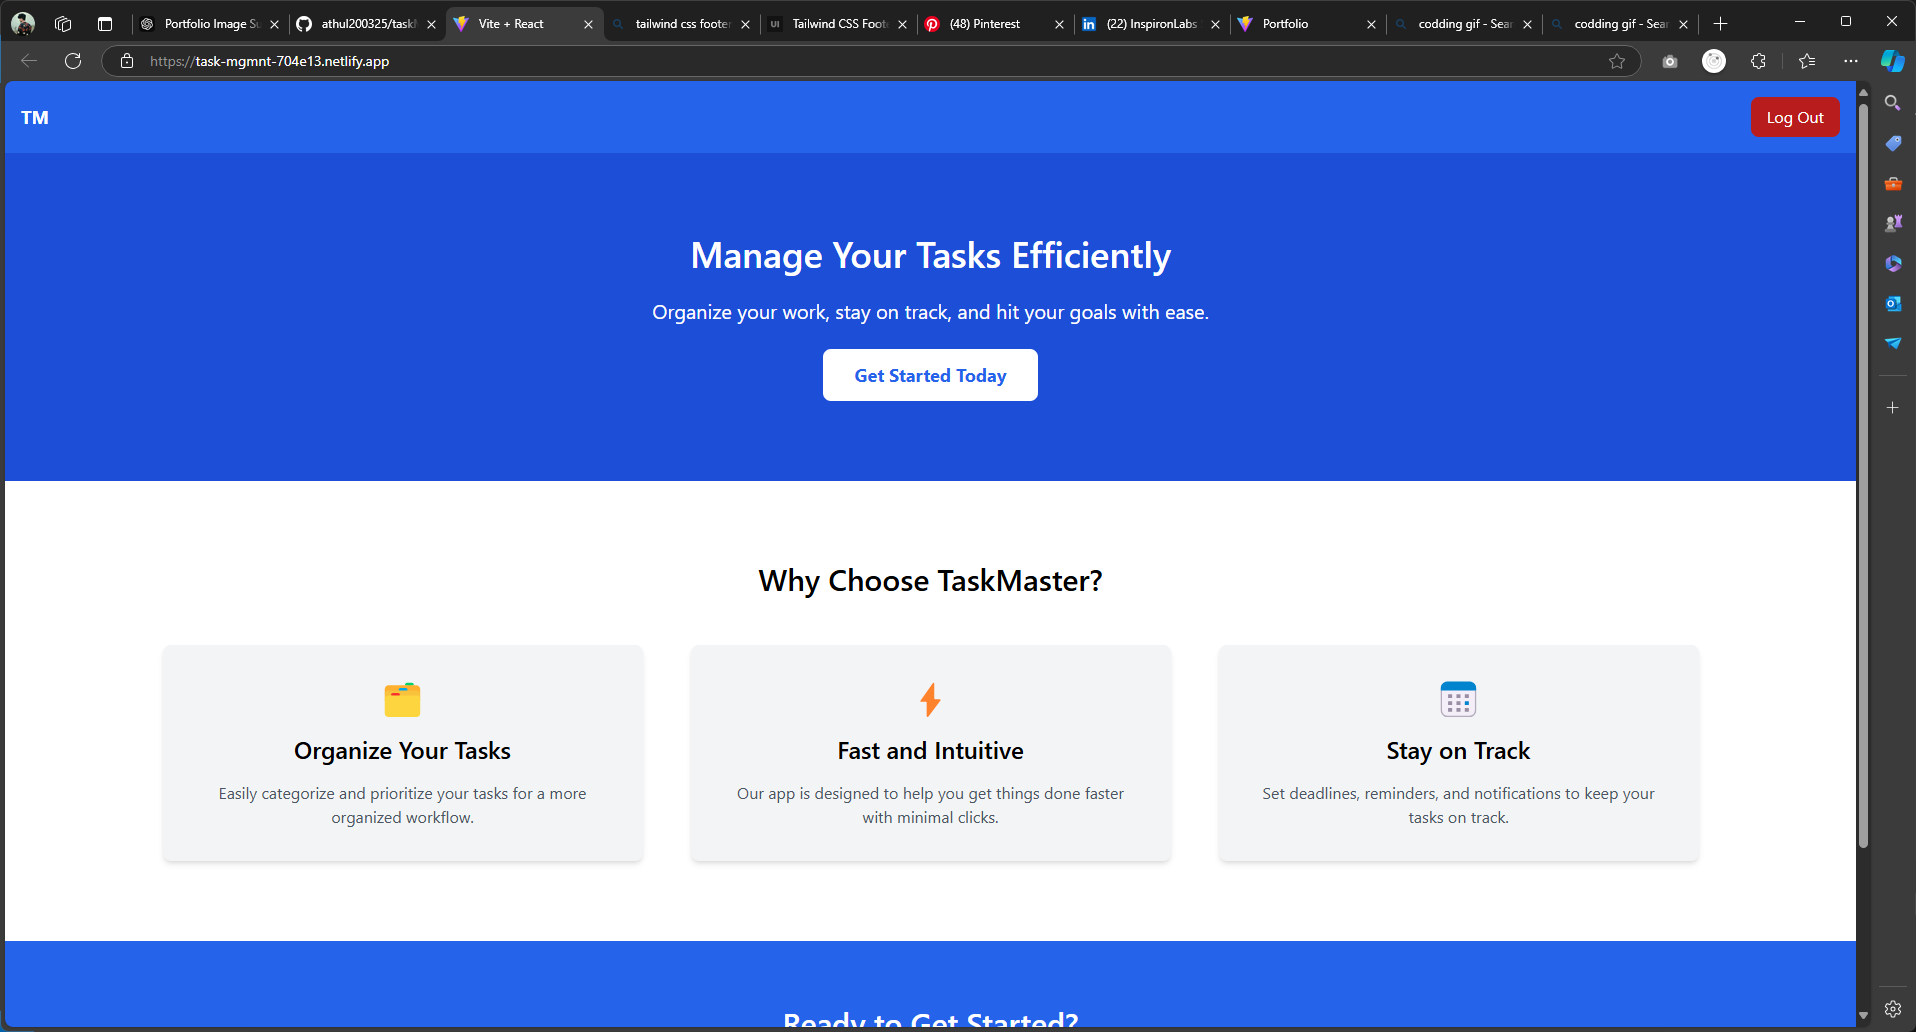 Portfolio Image Su
athul200325/task
Vite + React
tailwind css footer
UI
Tailwind CSS Foot
(48) Pinterest
in
(22) InspironLabs
Portfolio
codding gif - Sear
codding gif - Sear
https://task-mgmnt-704e13.netlify.app
TM
Log Out
Manage Your Tasks Efficiently
Organize your work, stay on track, and hit your goals with ease.
Get Started Today
Why Choose TaskMaster?
Organize Your Tasks
Easily categorize and prioritize your tasks for a more
organized workflow.
Fast and Intuitive
Our app is designed to help you get things done faster
with minimal clicks.
Stay on Track
Set deadlines, reminders, and notifications to keep your
tasks on track.
Ready to Get Started?